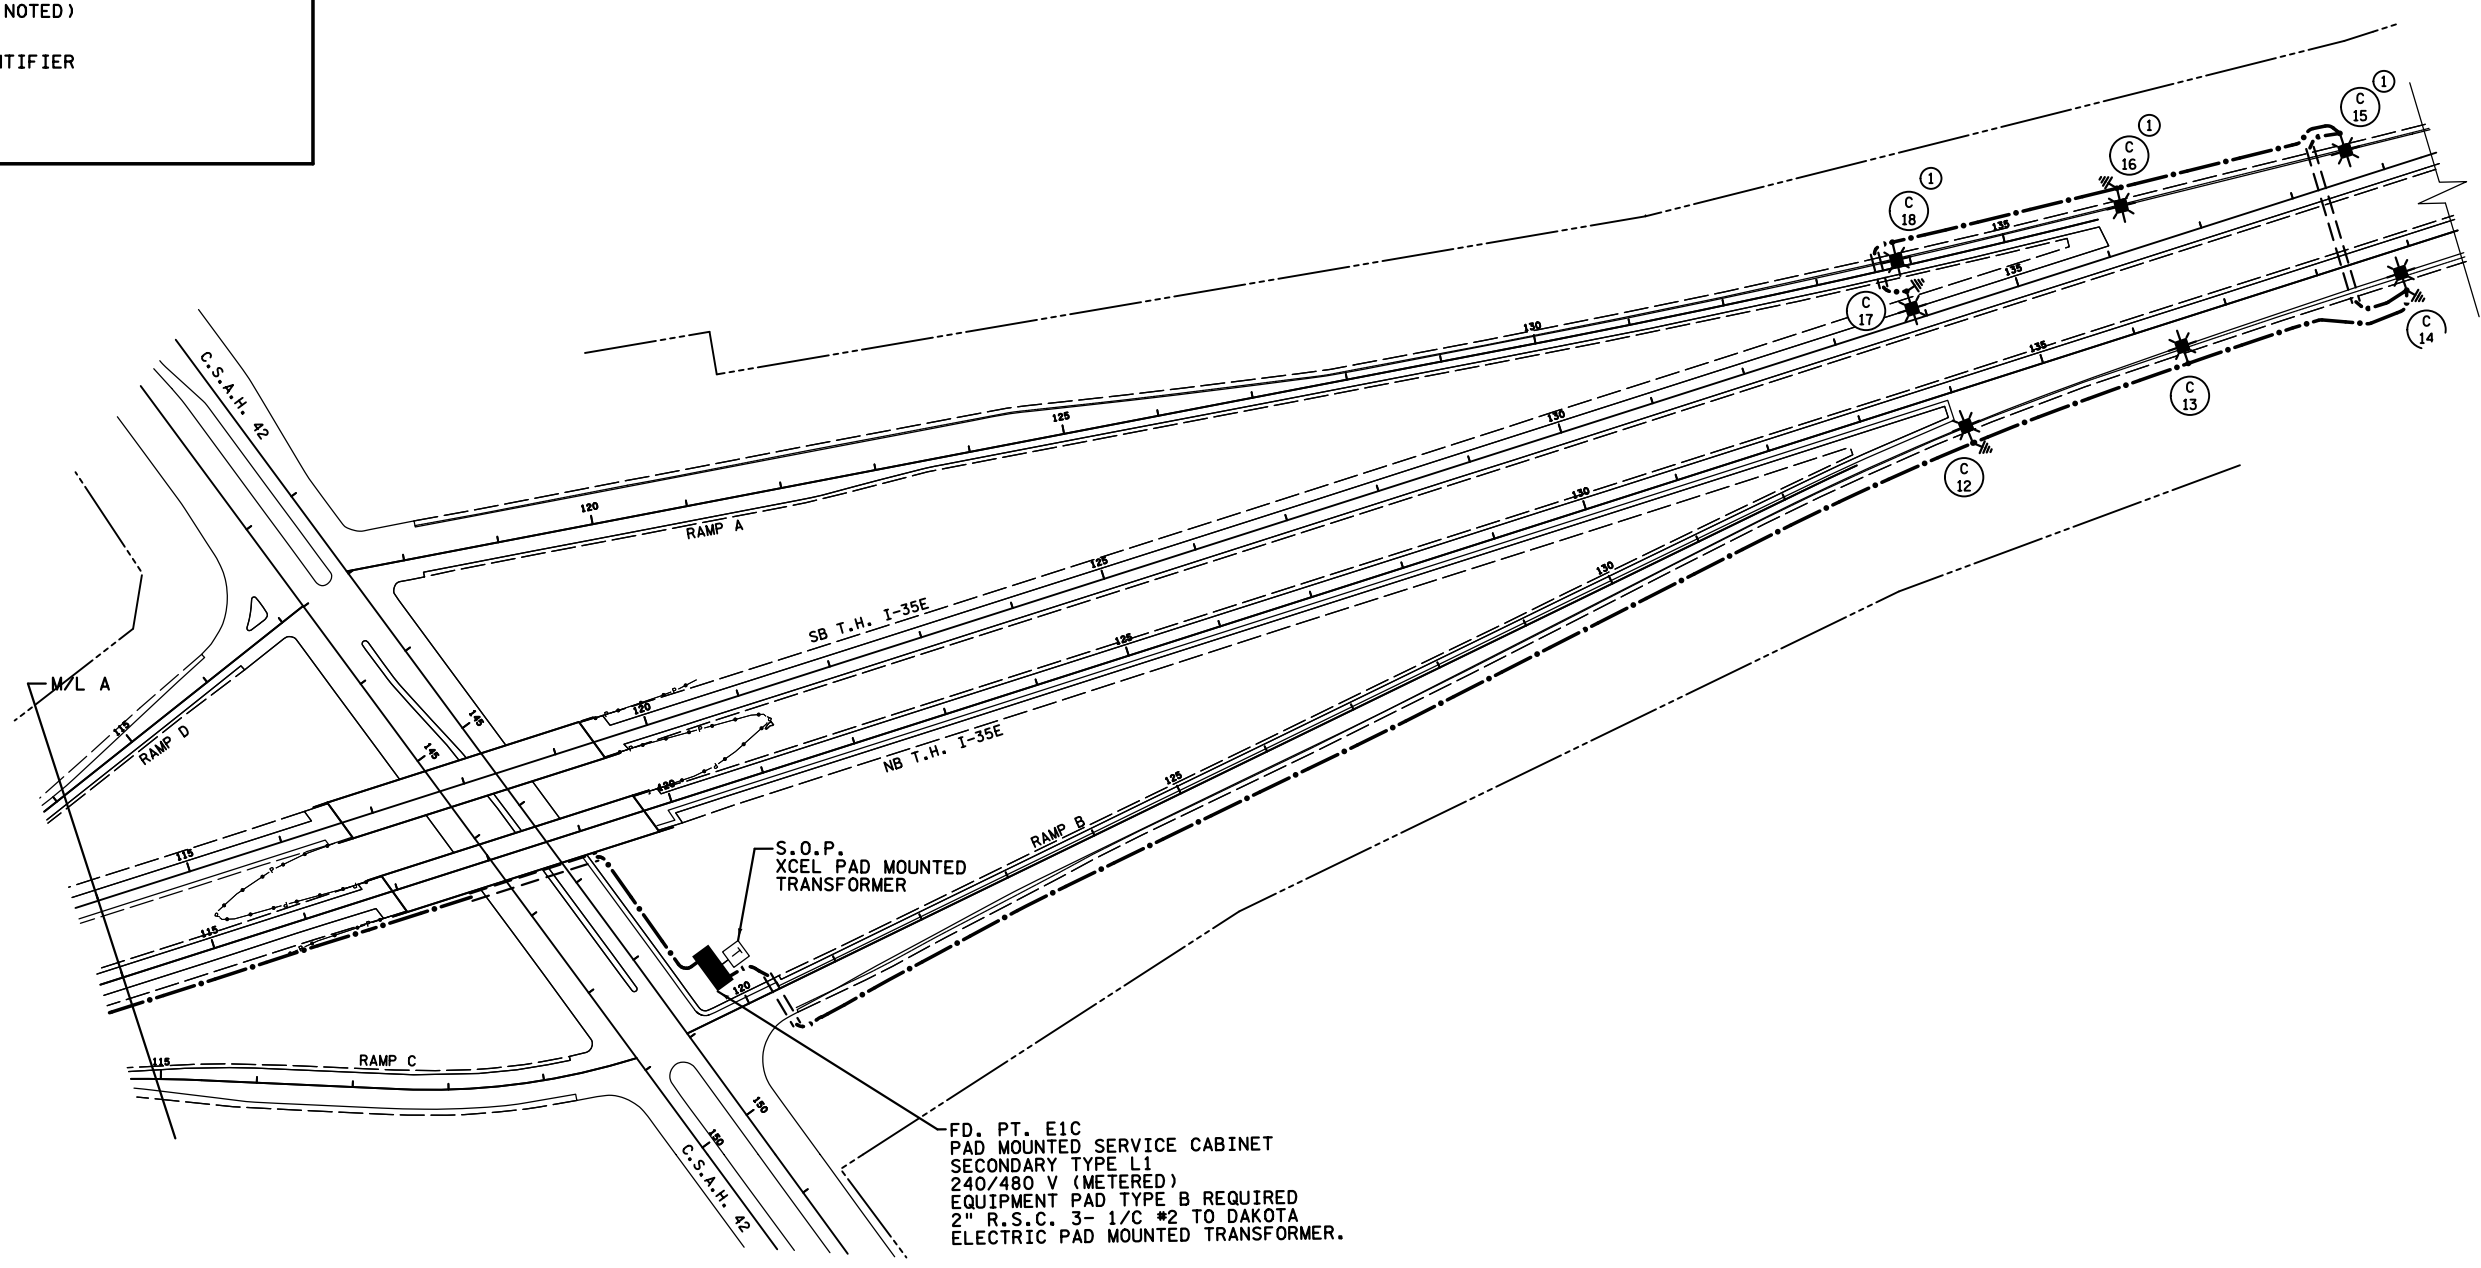 NOTED)
NTIFIER
1
C
15
1
C
16
1
C
18
135
C
17
135
C
14
130
135
C
13
125
130
C
12
C.S.A.H. 42
120
RAMP A
130
125
130
SB T.H. I-35E
125
M/L A
145
120
115
RAMP D
145
NB T.H. I-35E
120
125
RAMP B
115
S.O.P.
XCEL PAD MOUNTED
TRANSFORMER
115
T
120
115
RAMP C
150
150
C.S.A.H. 42
FD. PT. E1C
PAD MOUNTED SERVICE CABINET
SECONDARY TYPE L1
240/480 V (METERED)
EQUIPMENT PAD TYPE B REQUIRED
2" R.S.C. 3- 1/C #2 TO DAKOTA
ELECTRIC PAD MOUNTED TRANSFORMER.